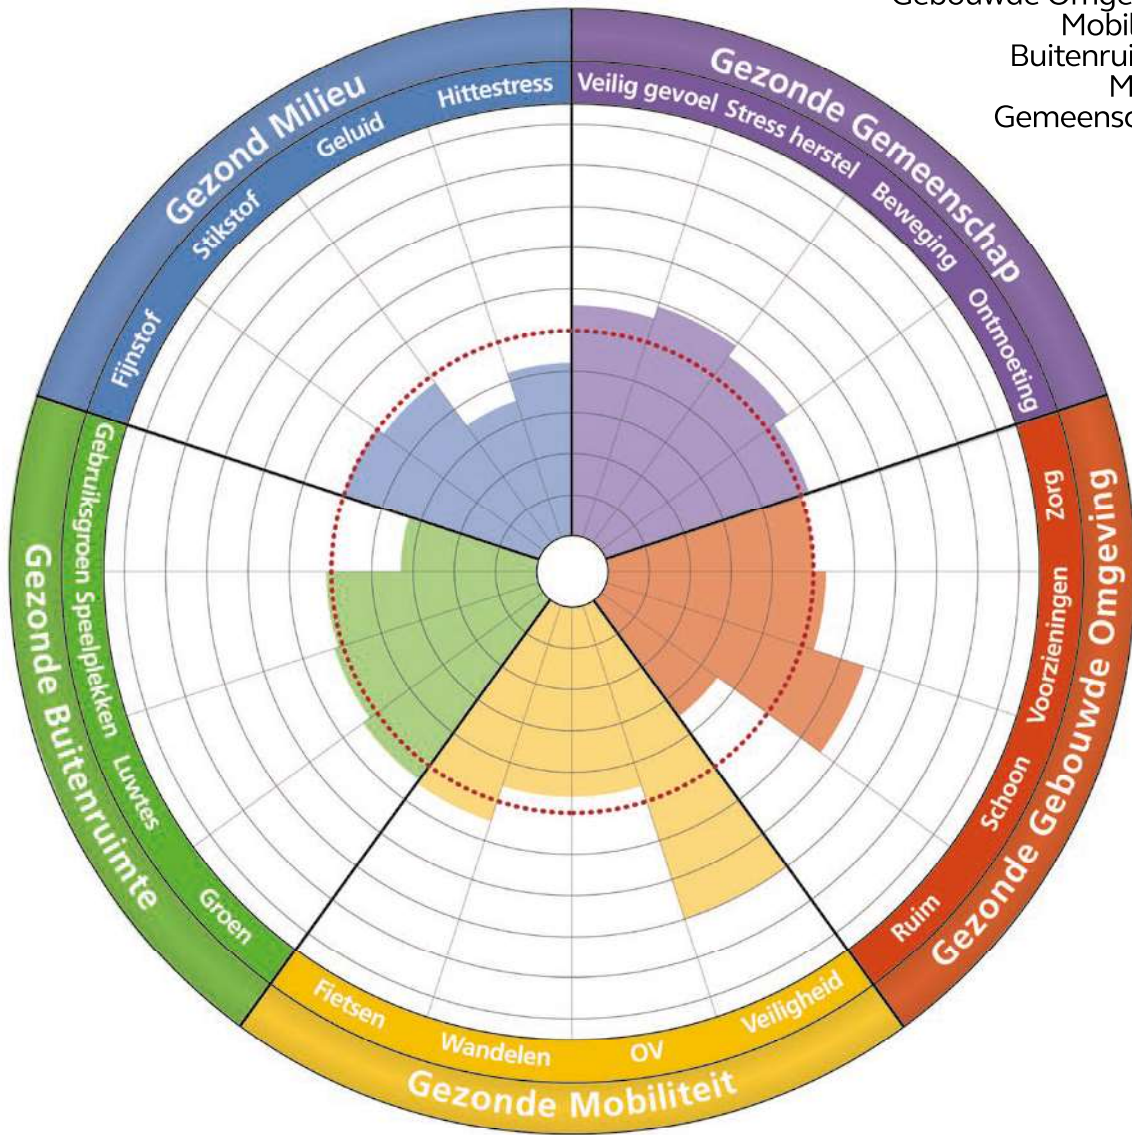 Mobil
Buitenrui
M
Gemeensc
Gezond Milieu
Hittestress
Geluid
Stikstof
Fijnstof
Gezonde Gemeenschap
Veilig gevoel
Stress herstel
Beweging
Ontmoeting
Gezonde Gebouwde Omgeving
Zorg
Voorzieningen
Schoon
Ruim
Gezonde Mobiliteit
Veiligheid
OV
Wandelen
Fietsen
Gezonde Buitenruimte
Groen
Luwtes
Speelplekken
Gebruiksgroen